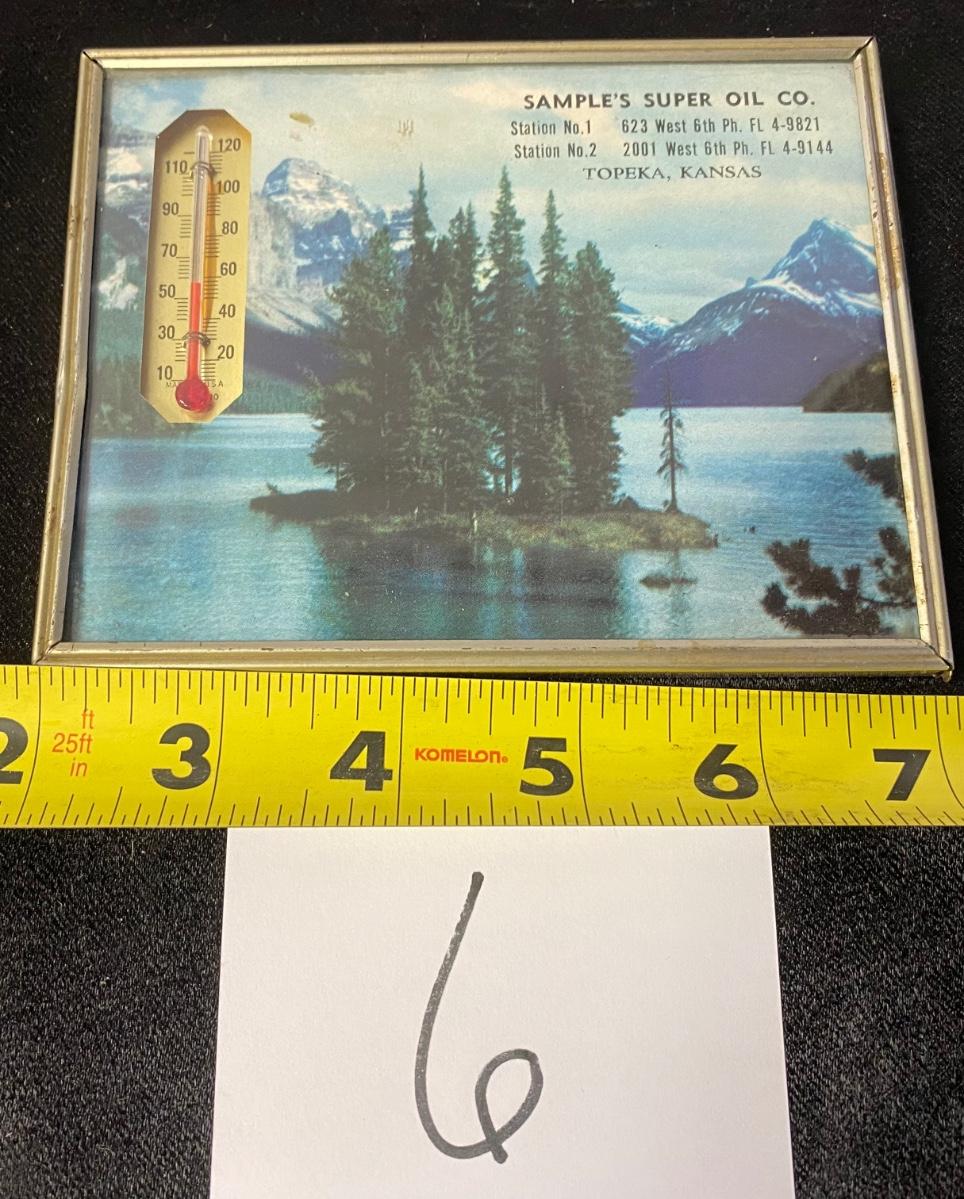 SAMPLE'S SUPER OIL CO.
Station No.1 623 West 6th Ph. FL 4-9821
Station No.2 2001 West 6th Ph. FL 4-9144
TOPEKA, KANSAS
120
110
100
90
80
70
60
50
40
30
20
10
2 ft 3 4 KOMELON 5 6 7
25ft
in
6